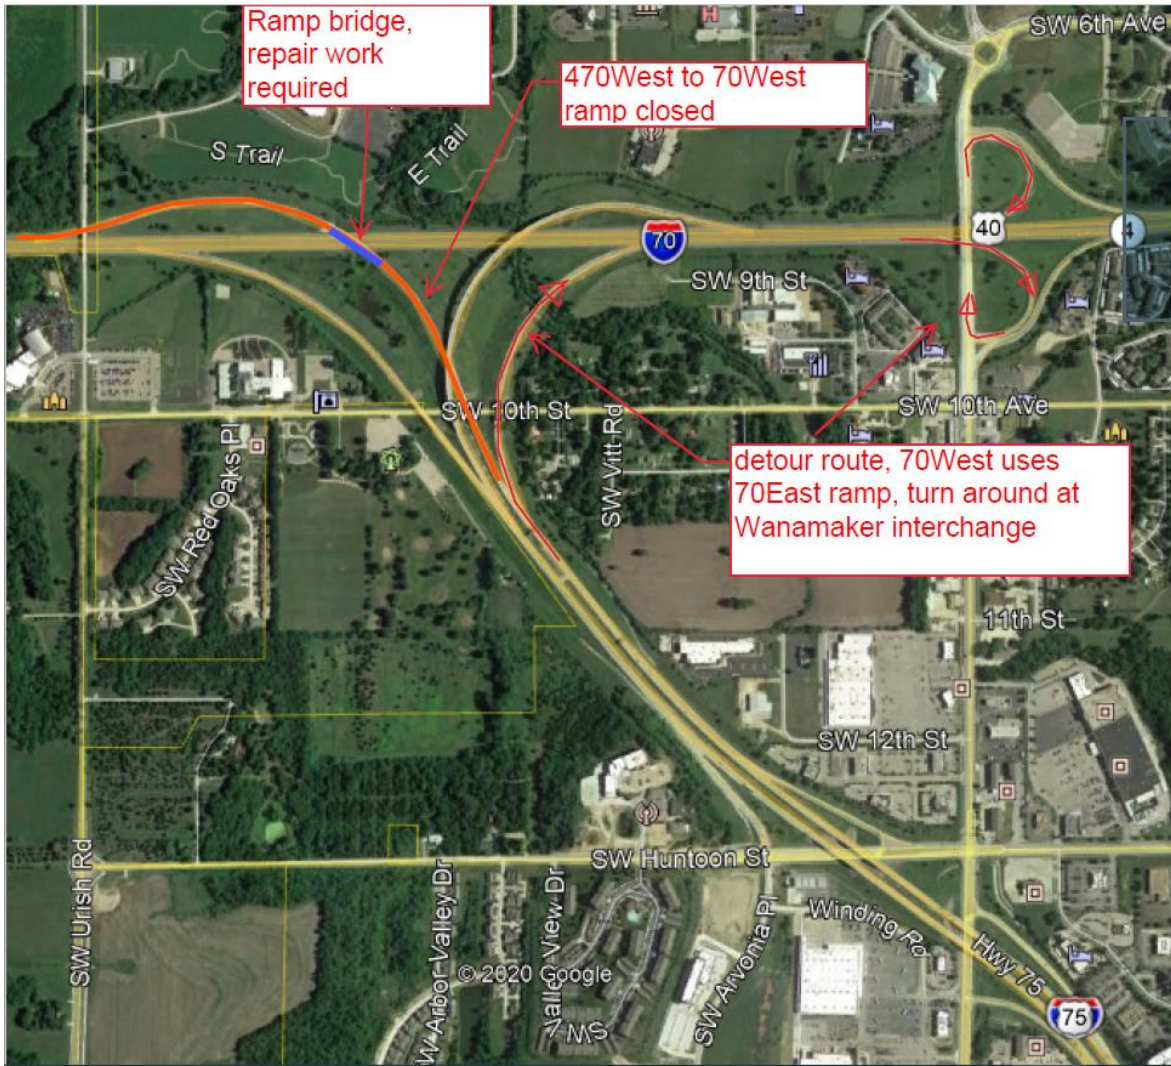 Ramp bridge,
repair work
required
470West to 70West
ramp closed
SW 6th Ave
S Trail
E Trail
H
70
40
4
SW 9th St
SW 10th St
SW 10th Ave
SW Vitt Rd
detour route, 70West uses
70East ramp, turn around at
Wanamaker interchange
SW Red Oaks Pl
11th St
SW 12th St
SW Urish Rd
SW Huntoon St
W Arbor Valley Dr
Valley View Dr
SW Arvonia Pl
Winding Rd
Hwy 75
© 2020 Google
75